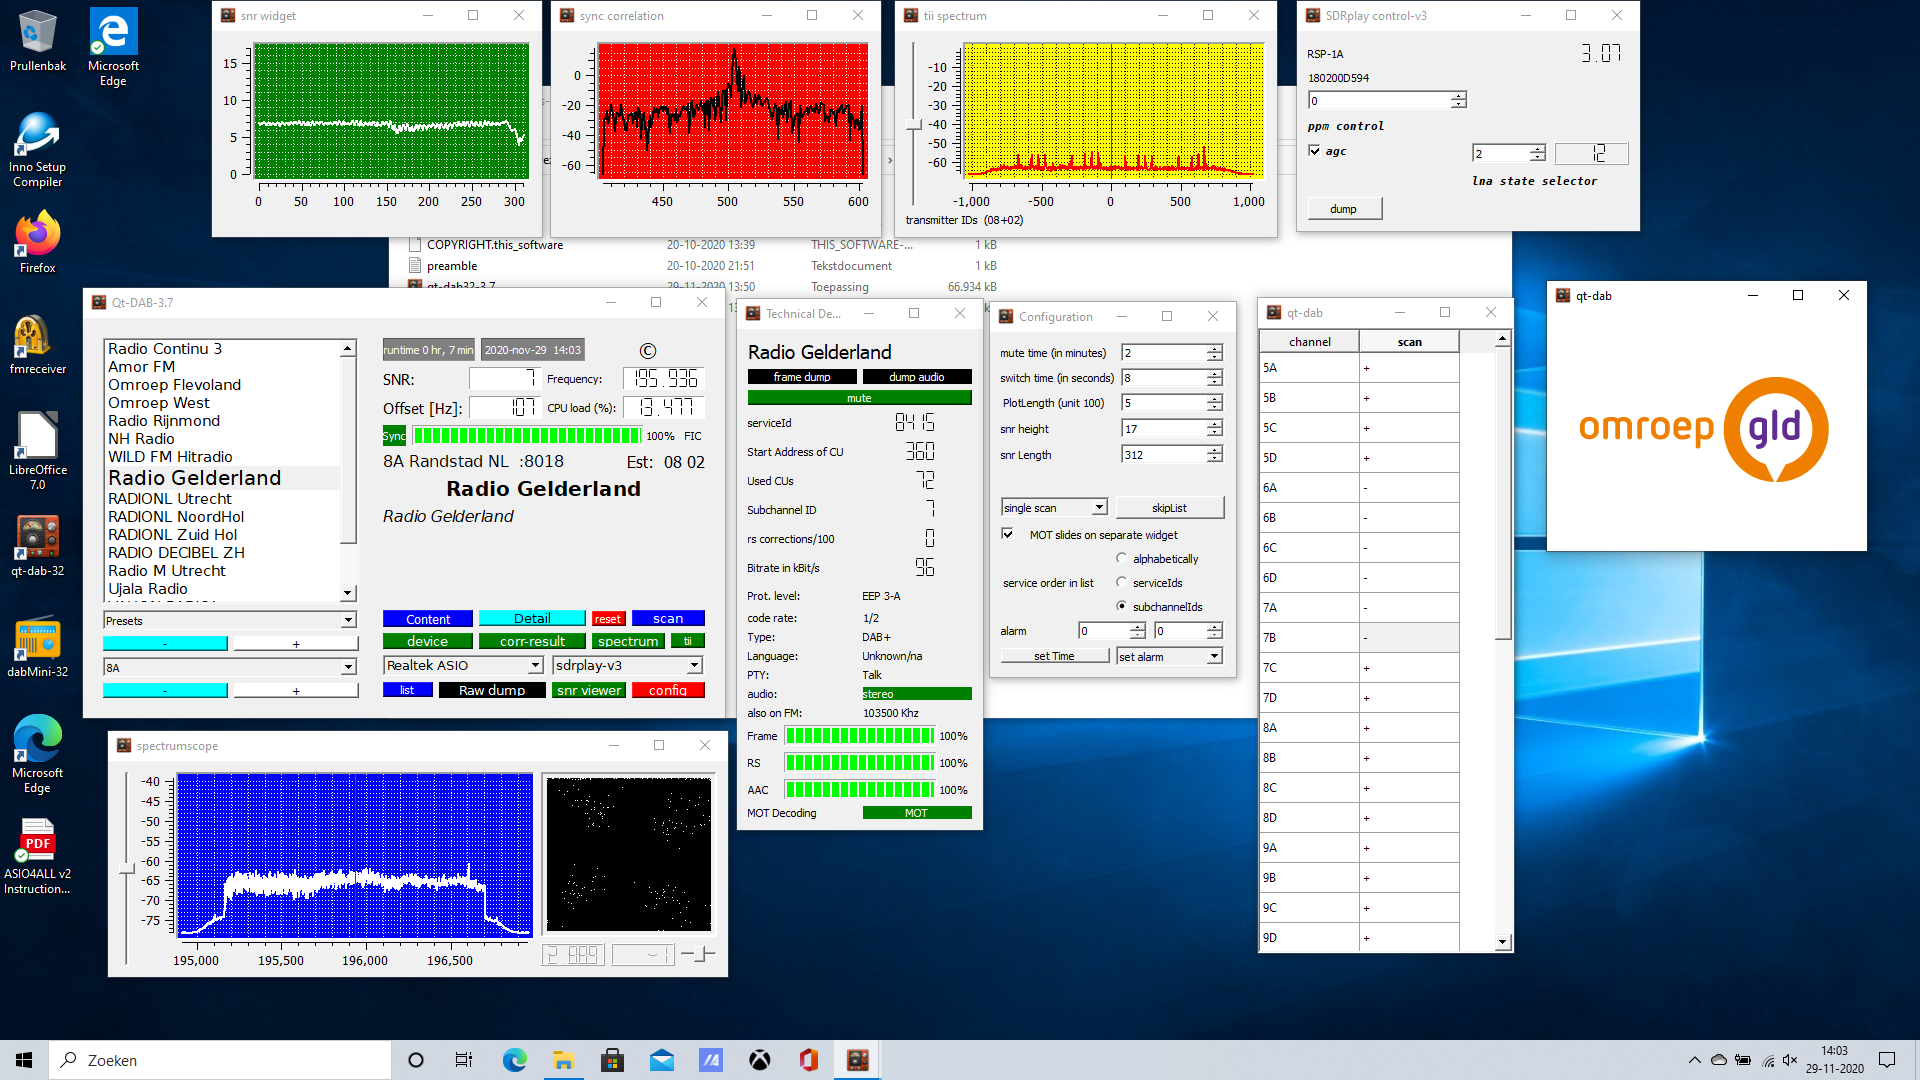 Prullenbak
Microsoft
Edge
Inno Setup
Compiler
Firefox
fmreceiver
LibreOffice
7.0
qt-dab-32
dabMini-32
Microsoft
Edge
PDF
ASIO4ALL v2
Instruction...
snr widget
15
10
5
0
0 50 100 150 200 250 300
sync correlation
0
-20
-40
-60
450 500 550 600
tii spectrum
-10
-20
-30
-40
-50
-60
-1,000 -500 0 500 1,000
transmitter IDs (08+02)
SDRplay control-v3
RSP-1A
3.07
180200D594
0
ppm control
agc
2
12
lna state selector
dump
COPYRIGHT.this_software 20-10-2020 13:39 THIS_SOFTWARE-... 1 kB
preamble 20-10-2020 21:51 Tekstdocument 1 kB
qt-dab32-3.7 29-11-2020 13:50 Toepassing 66.934 kB
Qt-DAB-3.7
Radio Continu 3
Amor FM
Omroep Flevoland
Omroep West
Radio Rijnmond
NH Radio
WILD FM Hitradio
Radio Gelderland
RADIONL Utrecht
RADIONL NoordHol
RADIONL Zuid Hol
RADIO DECIBEL ZH
Radio M Utrecht
Ujala Radio
Presets
- +
8A
- +
runtime 0 hr, 7 min 2020-nov-29 14:03 ©
SNR: 7 Frequency: 195.936
Offset [Hz]: 107 CPU load (%): 13.477
Sync 100% FIC
8A Randstad NL :8018 Est: 08 02
Radio Gelderland
Radio Gelderland
Content Detail reset scan
device corr-result spectrum tii
Realtek ASIO sdrplay-v3
list Raw dump snr viewer config
Technical De...
Radio Gelderland
frame dump dump audio
mute
serviceId 8415
Start Address of CU 360
Used CUs 72
Subchannel ID 7
rs corrections/100 0
Bitrate in kBit/s 96
Prot. level: EEP 3-A
code rate: 1/2
Type: DAB+
Language: Unknown/na
PTY: Talk
audio: stereo
also on FM: 103500 Khz
Frame 100%
RS 100%
AAC 100%
MOT Decoding MOT
Configuration
mute time (in minutes) 2
switch time (in seconds) 8
PlotLength (unit 100) 5
snr height 17
snr Length 312
single scan skipList
MOT slides on separate widget
alphabetically
service order in list serviceIds
subchannelIds
alarm 0 0
set Time set alarm
qt-dab
channel scan
5A +
5B +
5C +
5D +
6A -
6B -
6C -
6D -
7A -
7B -
7C +
7D +
8A +
8B +
8C +
8D +
9A +
9B +
9C +
9D +
qt-dab
omroep gld
spectrumscope
-40
-45
-50
-55
-60
-65
-70
-75
195,000 195,500 196,000 196,500
2.889 -1
Zoeken
14:03
29-11-2020